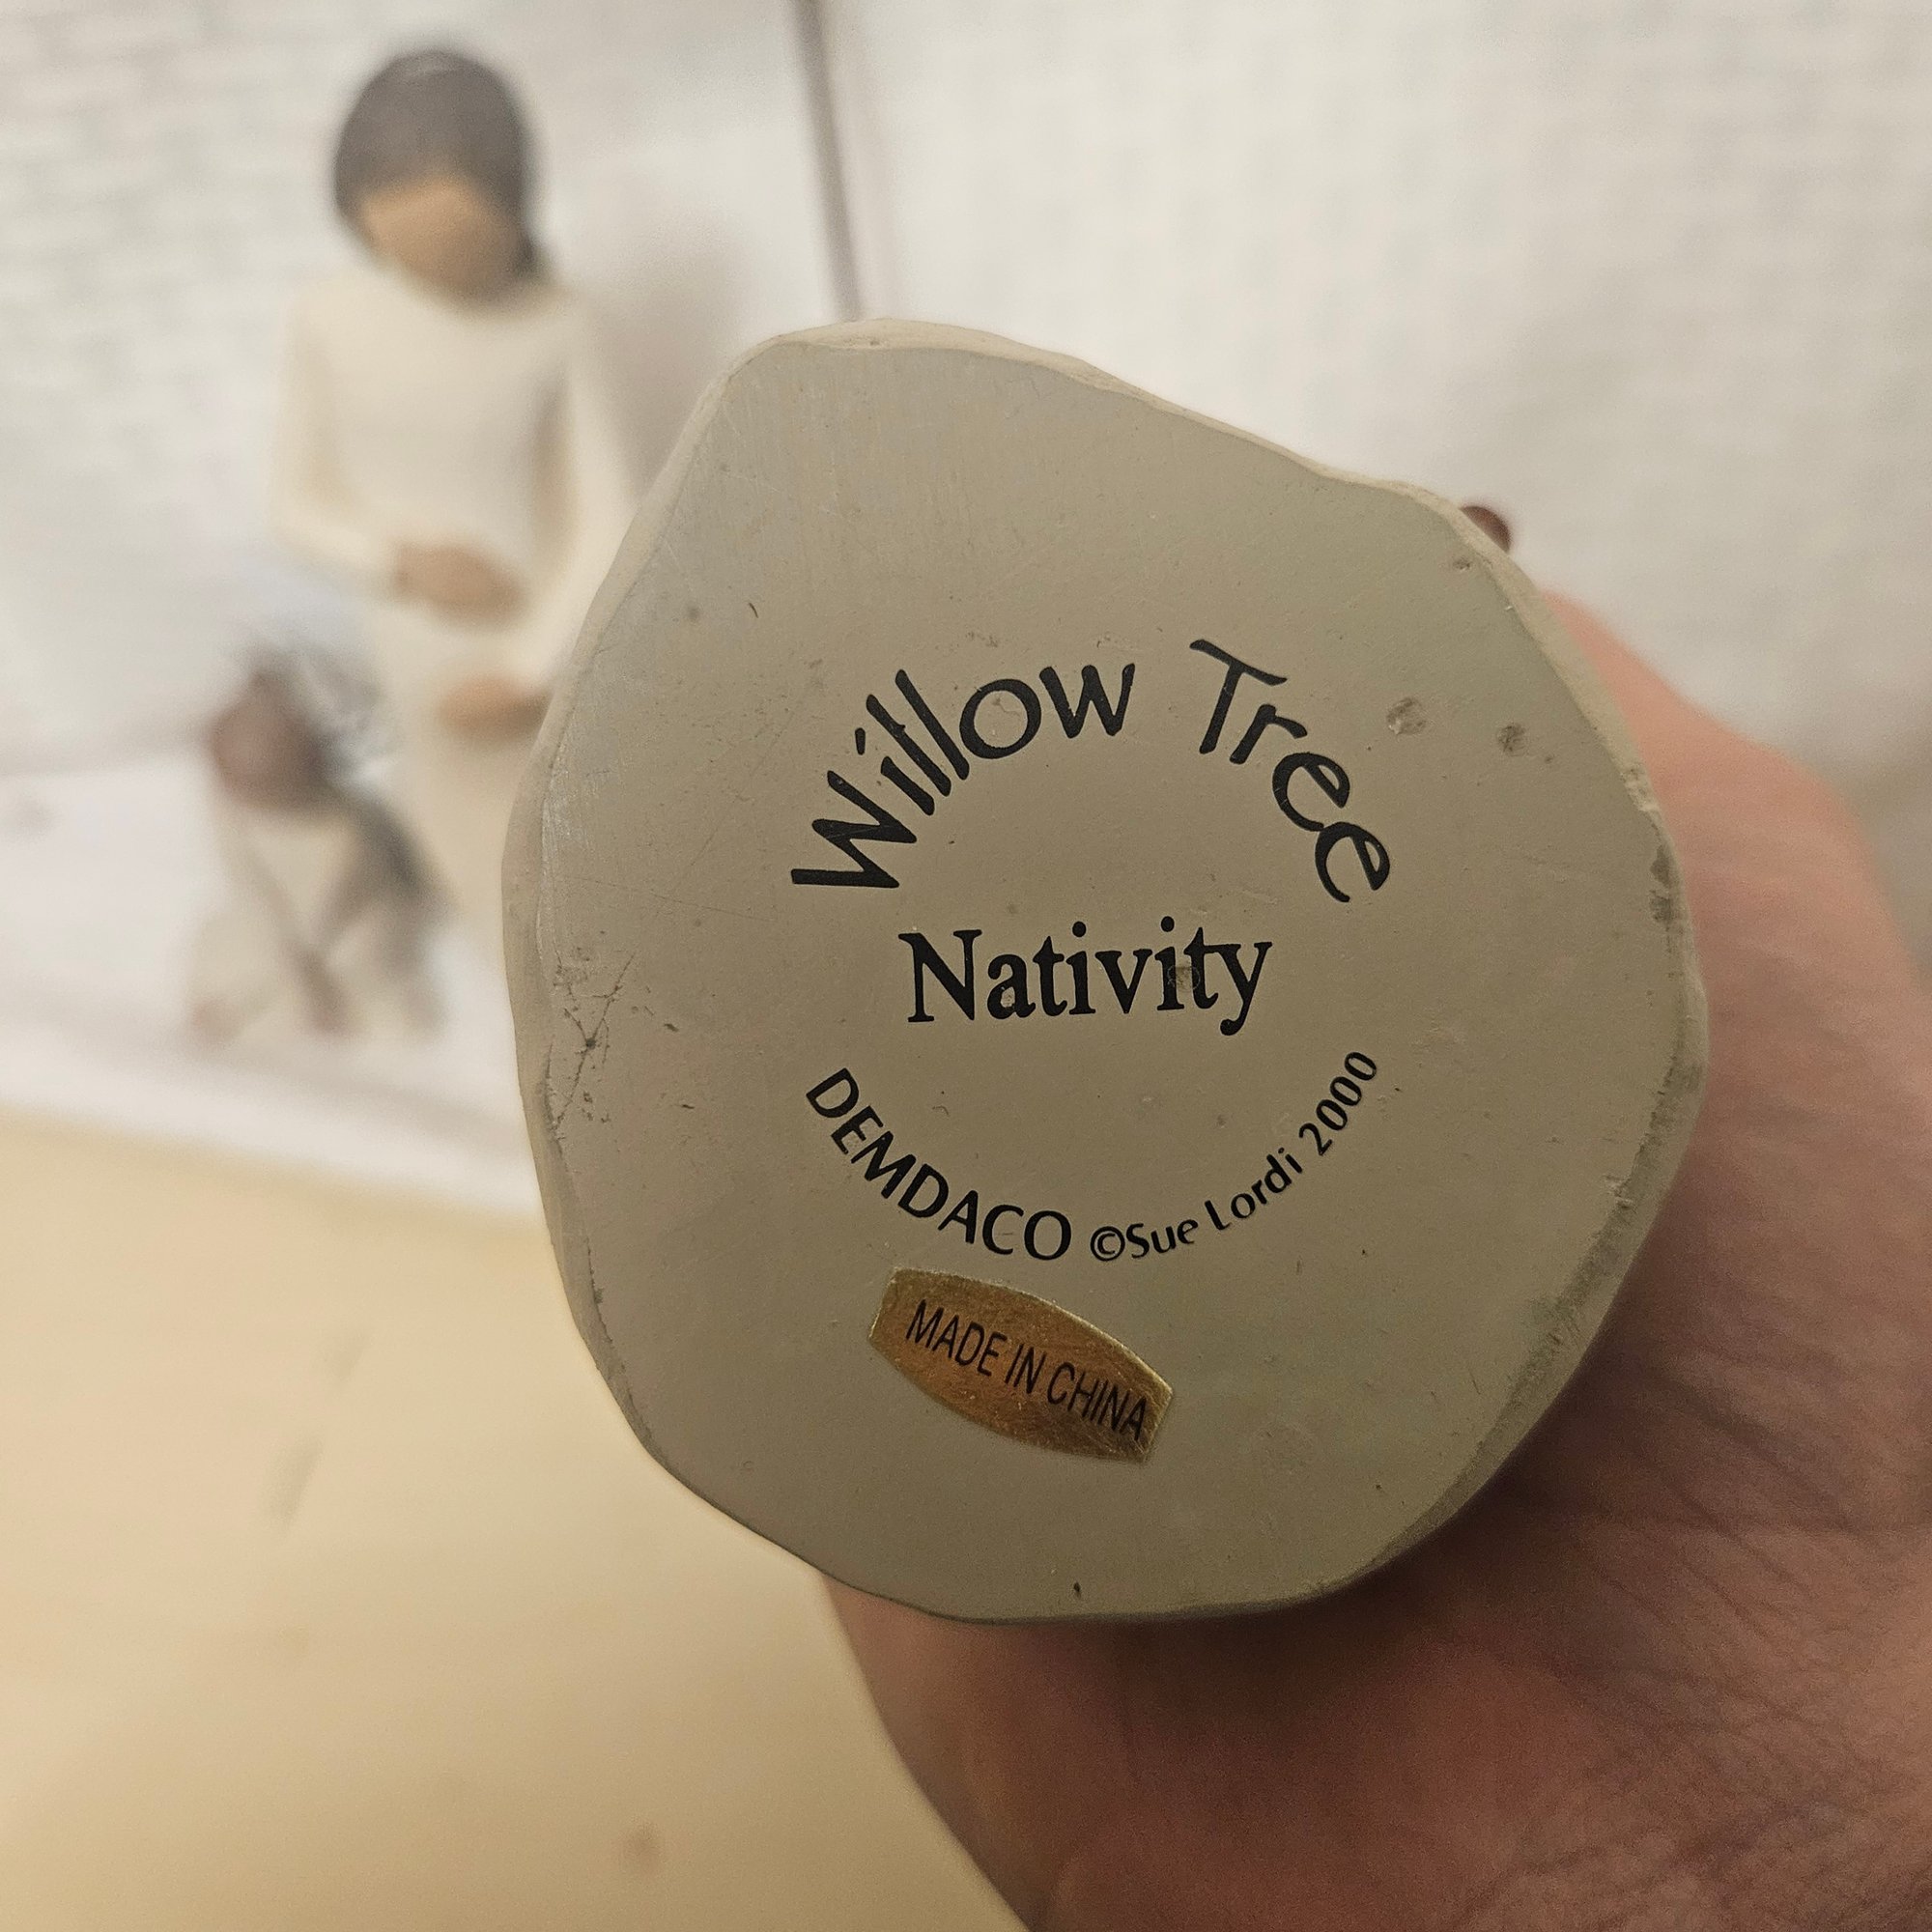 Willow Tree
Nativity
DEMDACO ©Sue Lordi 2000
MADE IN CHINA